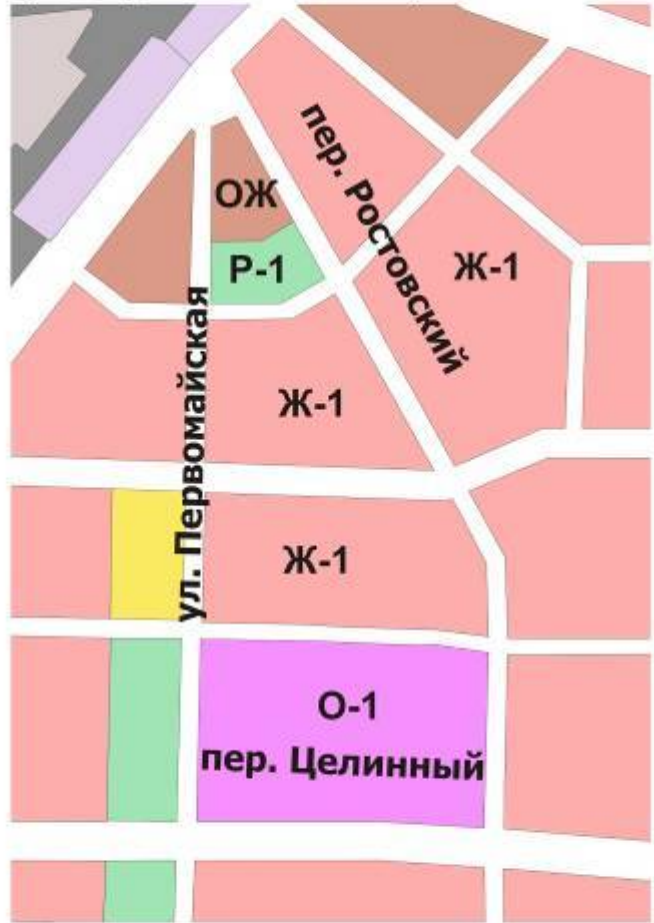 пер. Ростовский
ОЖ
Р-1
Ж-1
ул. Первомайская
Ж-1
Ж-1
О-1
пер. Целинный